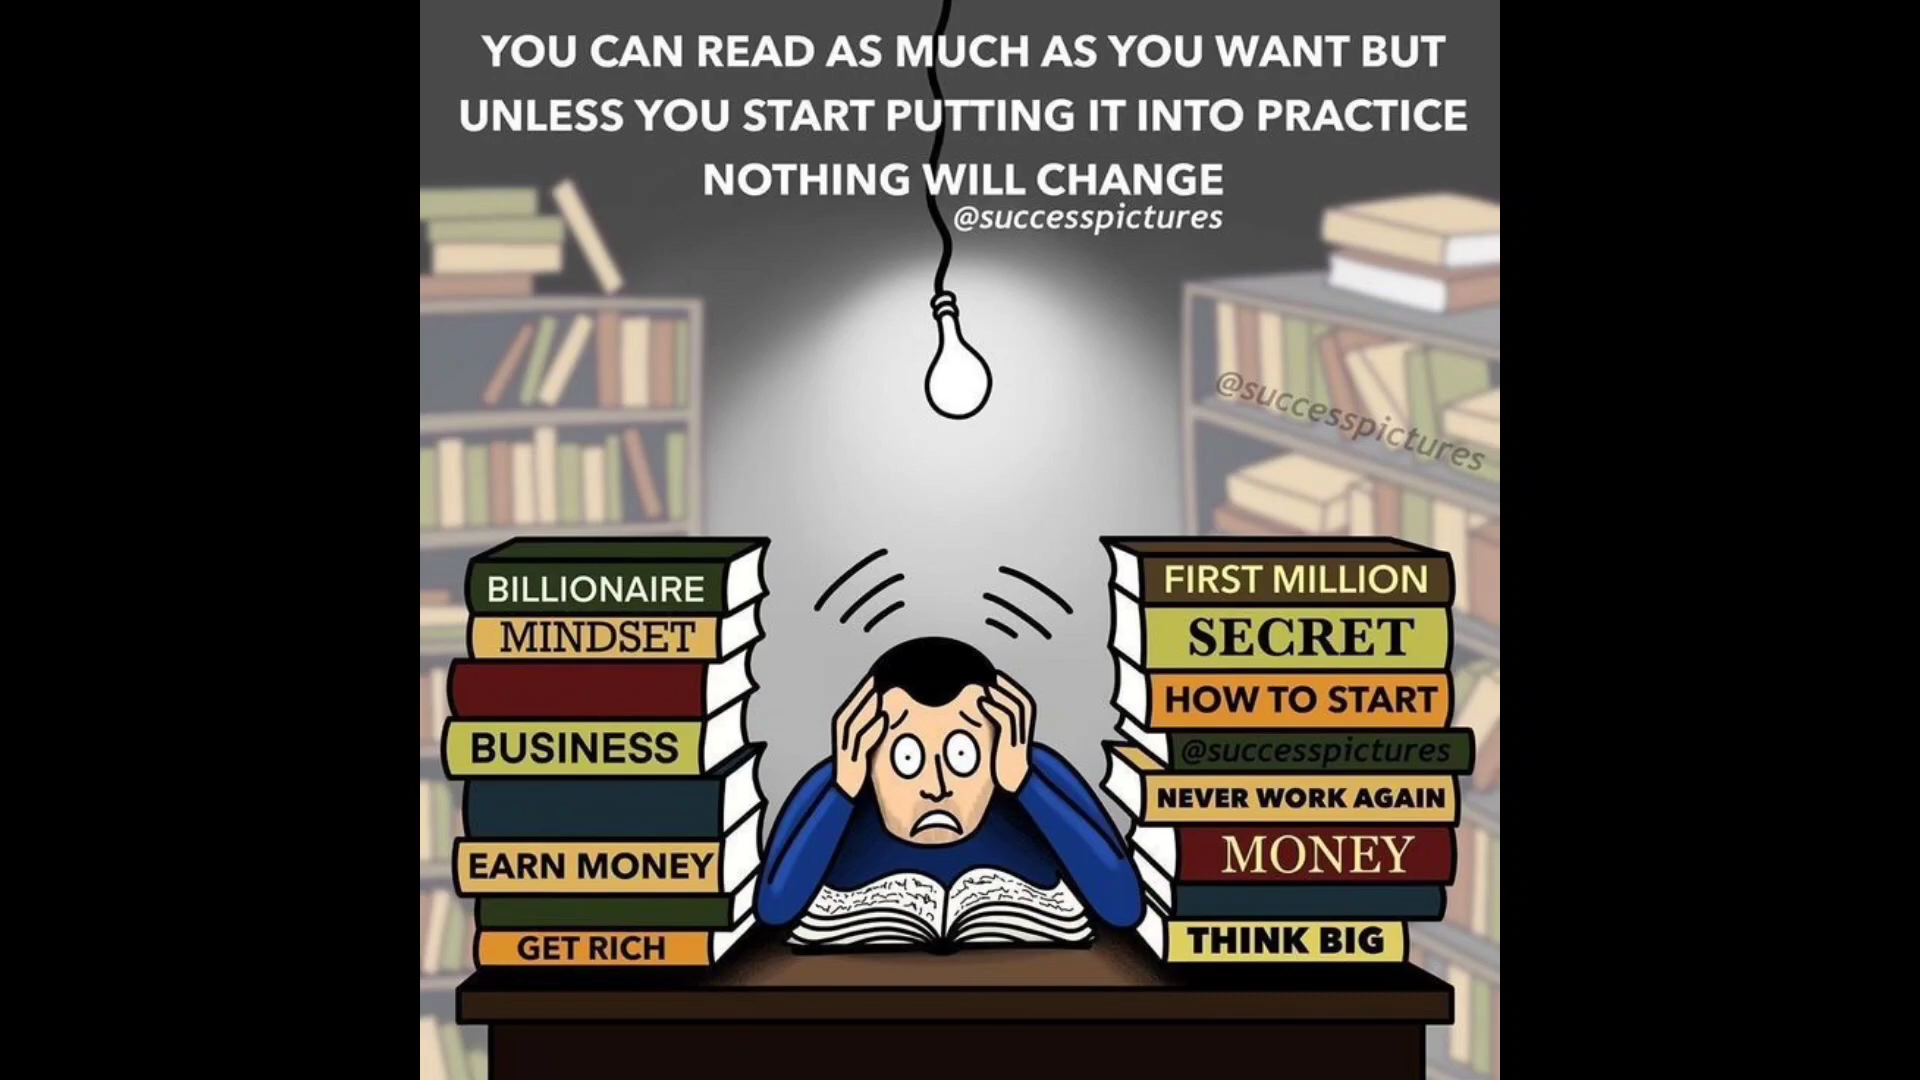 YOU CAN READ AS MUCH AS YOU WANT BUT
UNLESS YOU START PUTTING IT INTO PRACTICE
NOTHING WILL CHANGE
@successpictures
@successpictures
BILLIONAIRE
MINDSET
BUSINESS
EARN MONEY
GET RICH
FIRST MILLION
SECRET
HOW TO START
@successpictures
NEVER WORK AGAIN
MONEY
THINK BIG